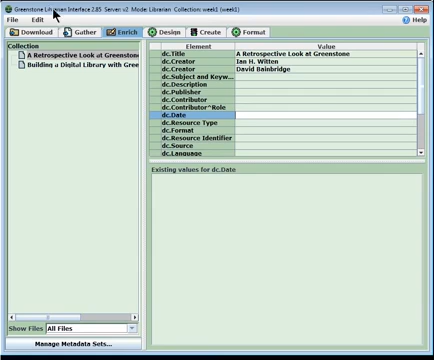 Greenstone Librarian Interface 2.85 Server: v2 Mode: Librarian Collection: week1 (week1)
File Edit Help
Download Gather Enrich Design Create Format
Collection
A Retrospective Look at Greenstone
Building a Digital Library with Gree
Element Value
dc.Title A Retrospective Look at Greenstone
dc.Creator Ian H. Witten
dc.Creator David Bainbridge
dc.Subject and Keyw...
dc.Description
dc.Publisher
dc.Contributor
dc.Contributor^Role
dc.Date
dc.Resource Type
dc.Format
dc.Resource Identifier
dc.Source
dc.Language
Existing values for dc.Date
Show Files All Files
Manage Metadata Sets...